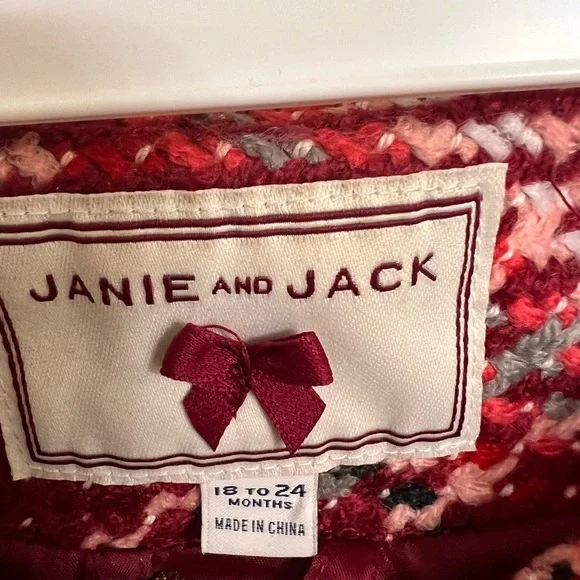 JANIE AND JACK
18 TO 24
MONTHS
MADE IN CHINA